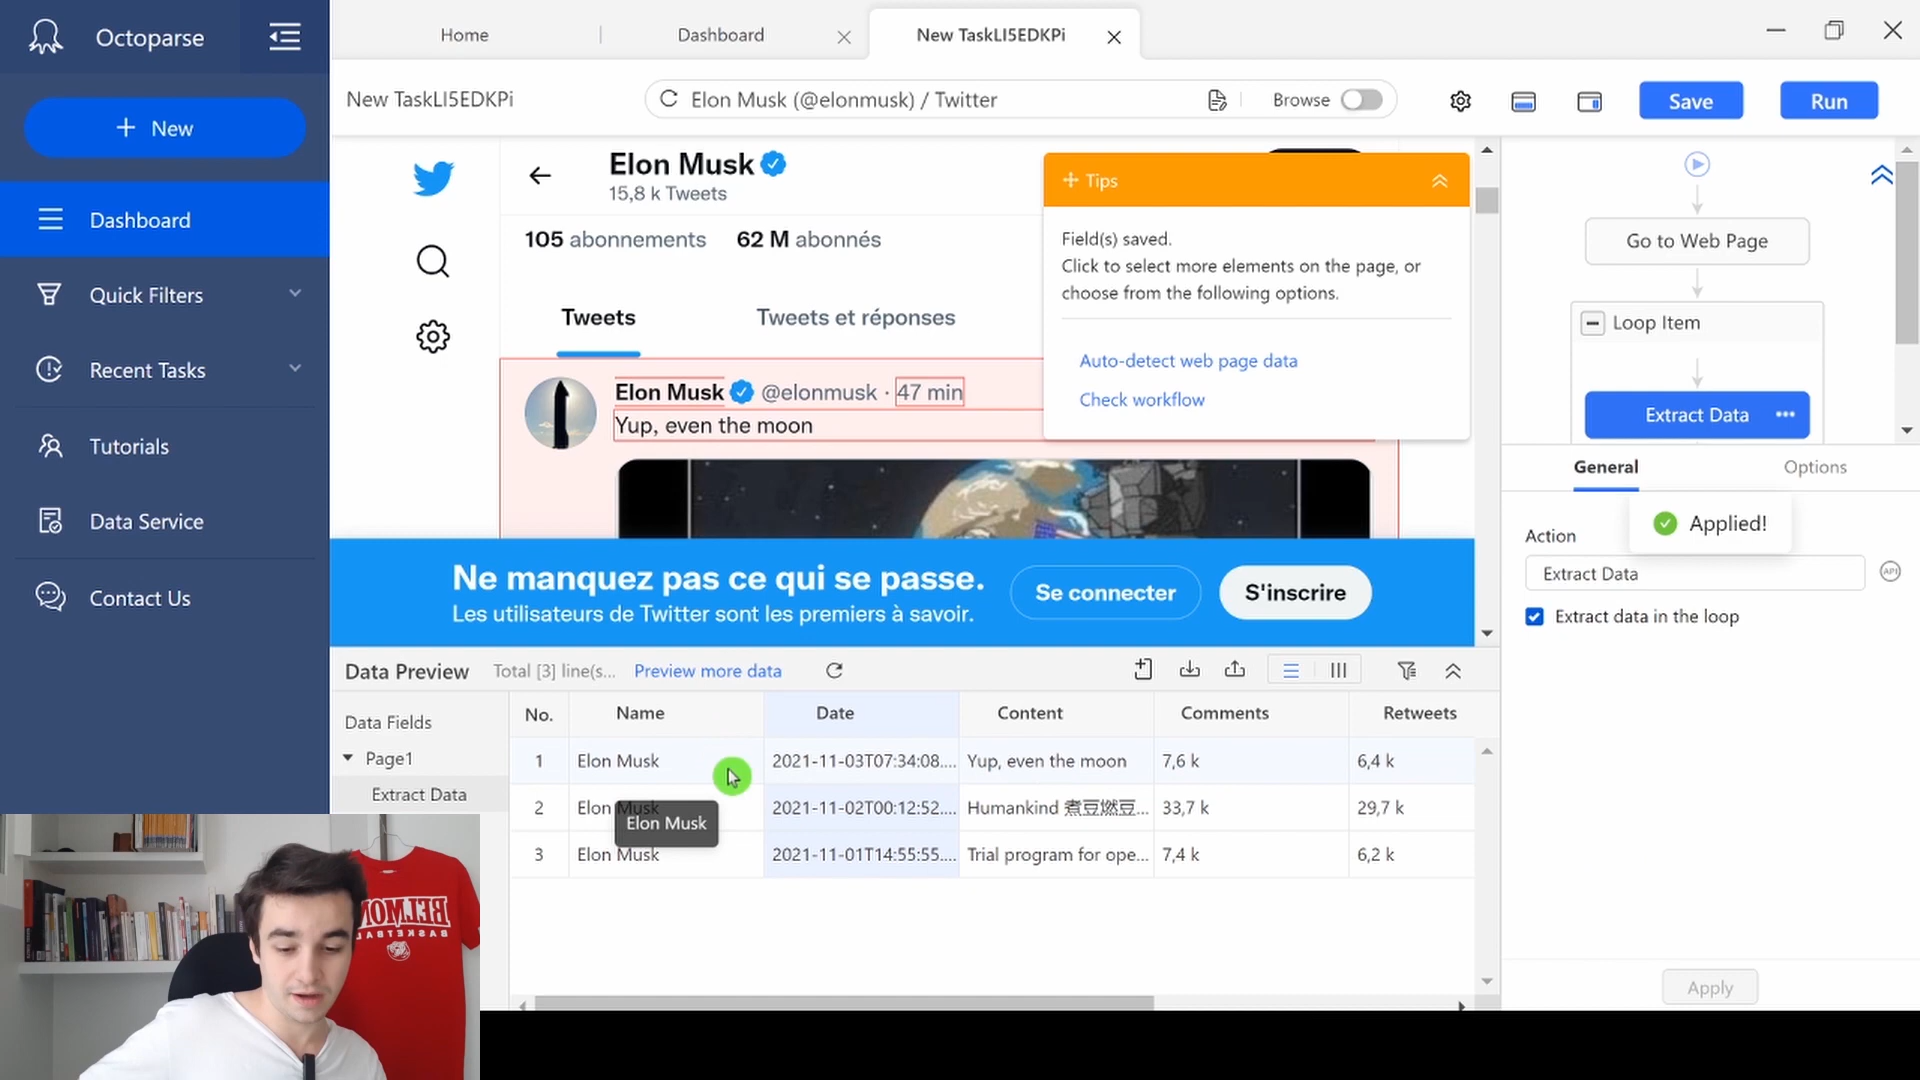 Octoparse
Home
Dashboard
New TaskLI5EDKPi
New
New TaskLI5EDKPi
Elon Musk (@elonmusk) / Twitter
Browse
Save
Run
Dashboard
Quick Filters
Recent Tasks
Tutorials
Data Service
Contact Us
Elon Musk
15,8 k Tweets
105 abonnements 62 M abonnés
Tweets
Tweets et réponses
Elon Musk @elonmusk · 47 min
Yup, even the moon
Tips
Field(s) saved.
Click to select more elements on the page, or
choose from the following options.
Auto-detect web page data
Check workflow
Ne manquez pas ce qui se passe.
Les utilisateurs de Twitter sont les premiers à savoir.
Se connecter
S'inscrire
Go to Web Page
Loop Item
Extract Data
General
Options
Applied!
Action
Extract Data
API
Extract data in the loop
Apply
Data Preview
Total [3] line(s...
Preview more data
Data Fields
Page1
Extract Data
No. Name Date Content Comments Retweets
1 Elon Musk 2021-11-03T07:34:08.... Yup, even the moon 7,6 k 6,4 k
2 Elon Musk 2021-11-02T00:12:52.... Humankind 煮豆燃豆... 33,7 k 29,7 k
Elon Musk
3 Elon Musk 2021-11-01T14:55:55.... Trial program for ope... 7,4 k 6,2 k
BELMONT
BASKETBALL